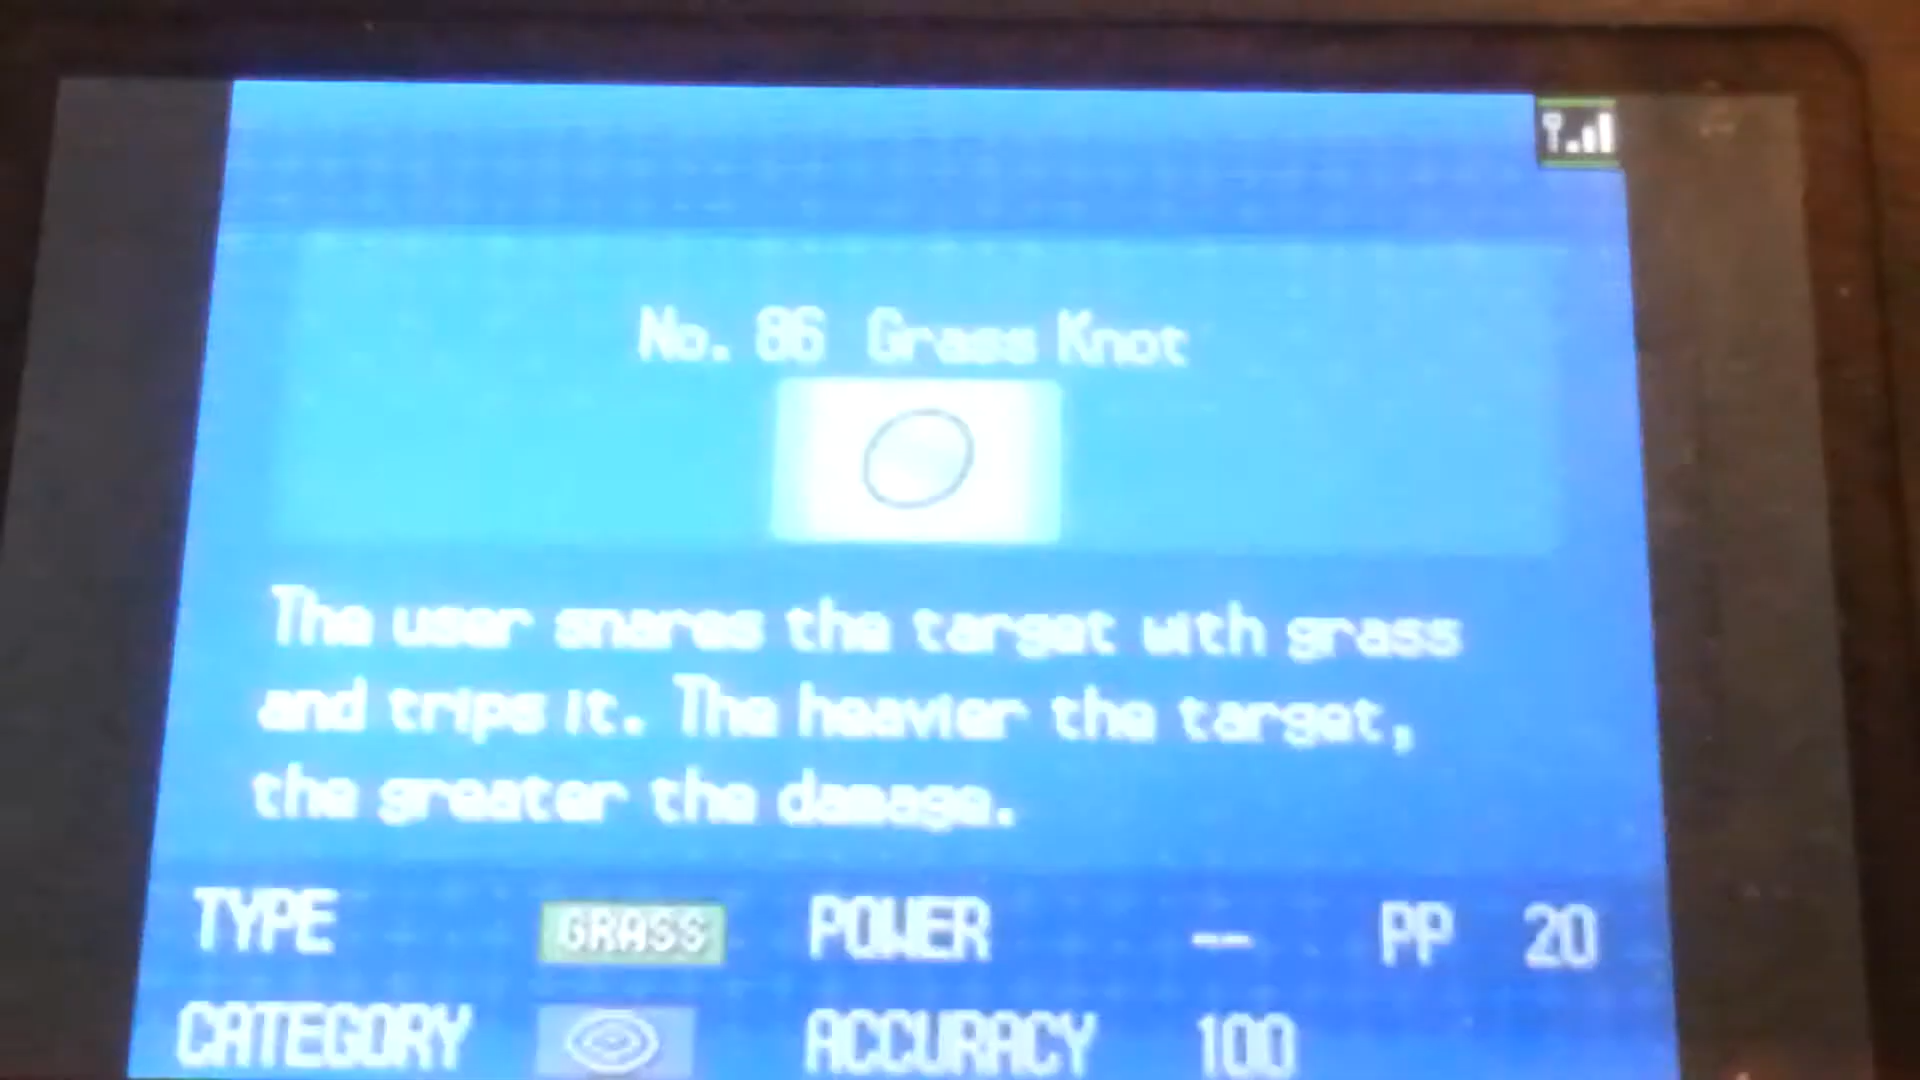 No. 86 Grass Knot
The user snares the target with grass
and trips it. The heavier the target,
the greater the damage.
TYPE GRASS POWER -- PP 20
CATEGORY ACCURACY 100